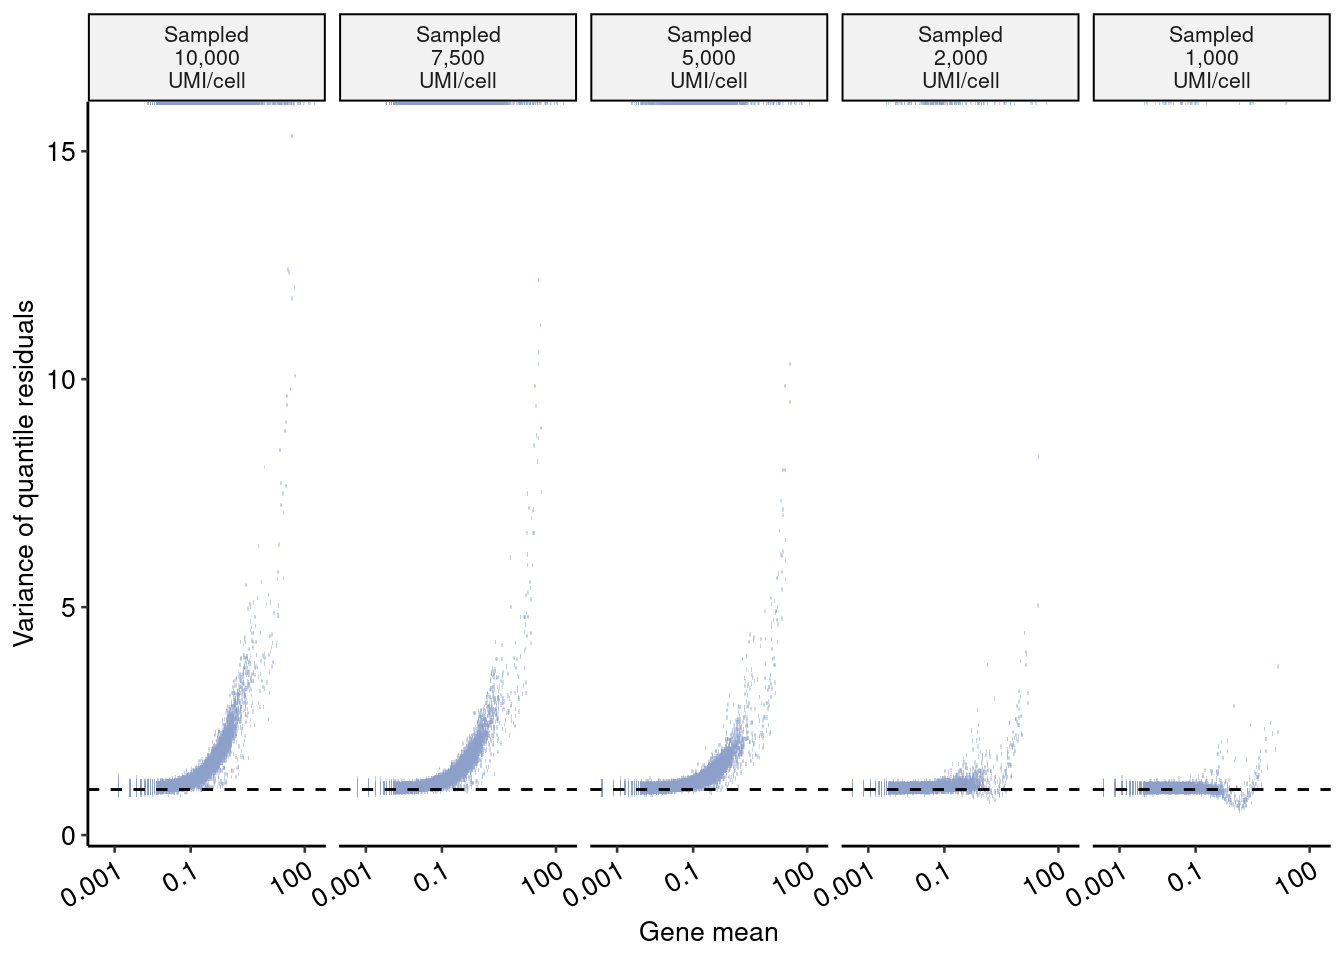 Sampled
10,000
UMI/cell
Sampled
7,500
UMI/cell
Sampled
5,000
UMI/cell
Sampled
2,000
UMI/cell
Sampled
1,000
UMI/cell
Variance of quantile residuals
15
10
5
0
0.001 0.1 100
0.001 0.1 100
0.001 0.1 100
0.001 0.1 100
0.001 0.1 100
Gene mean